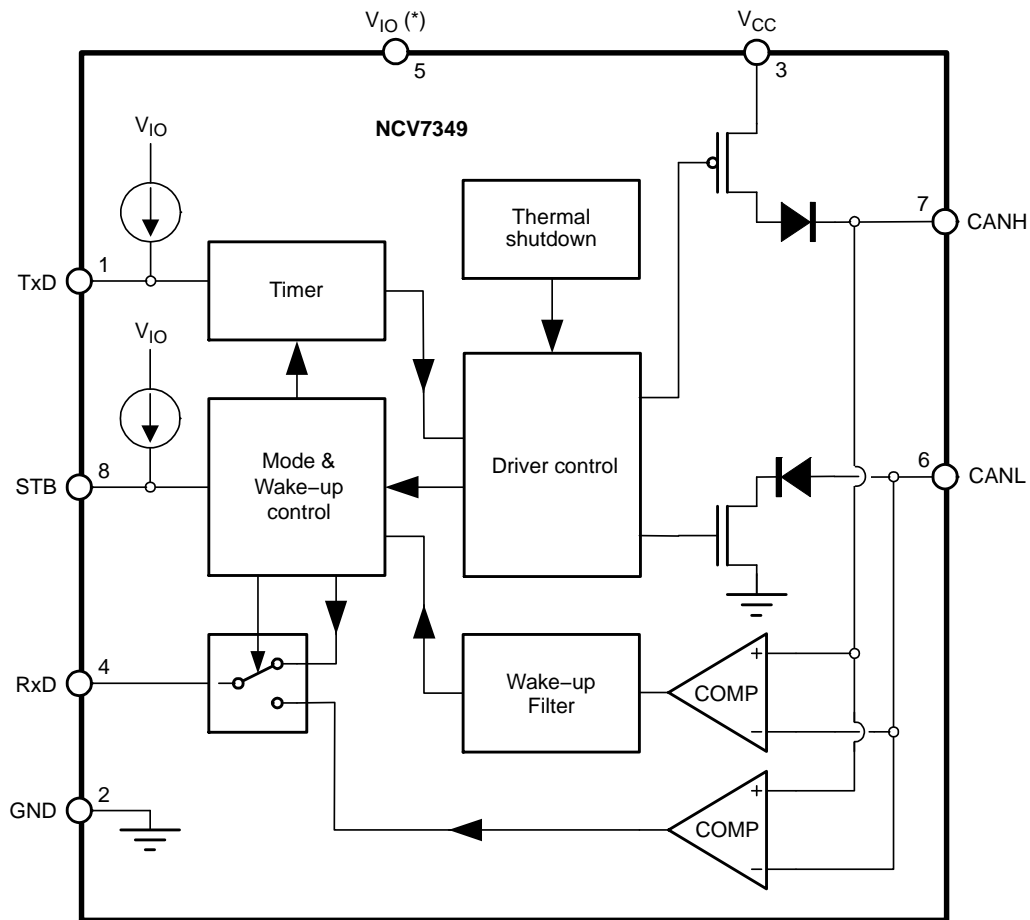 V_IO (*)
5
V_CC
3
NCV7349
V_IO
Thermal
shutdown
7
CANH
1
TxD
Timer
V_IO
8
STB
Mode &
Wake−up
control
Driver control
6
CANL
4
RxD
Wake−up
Filter
+
COMP
−
2
GND
+
COMP
−